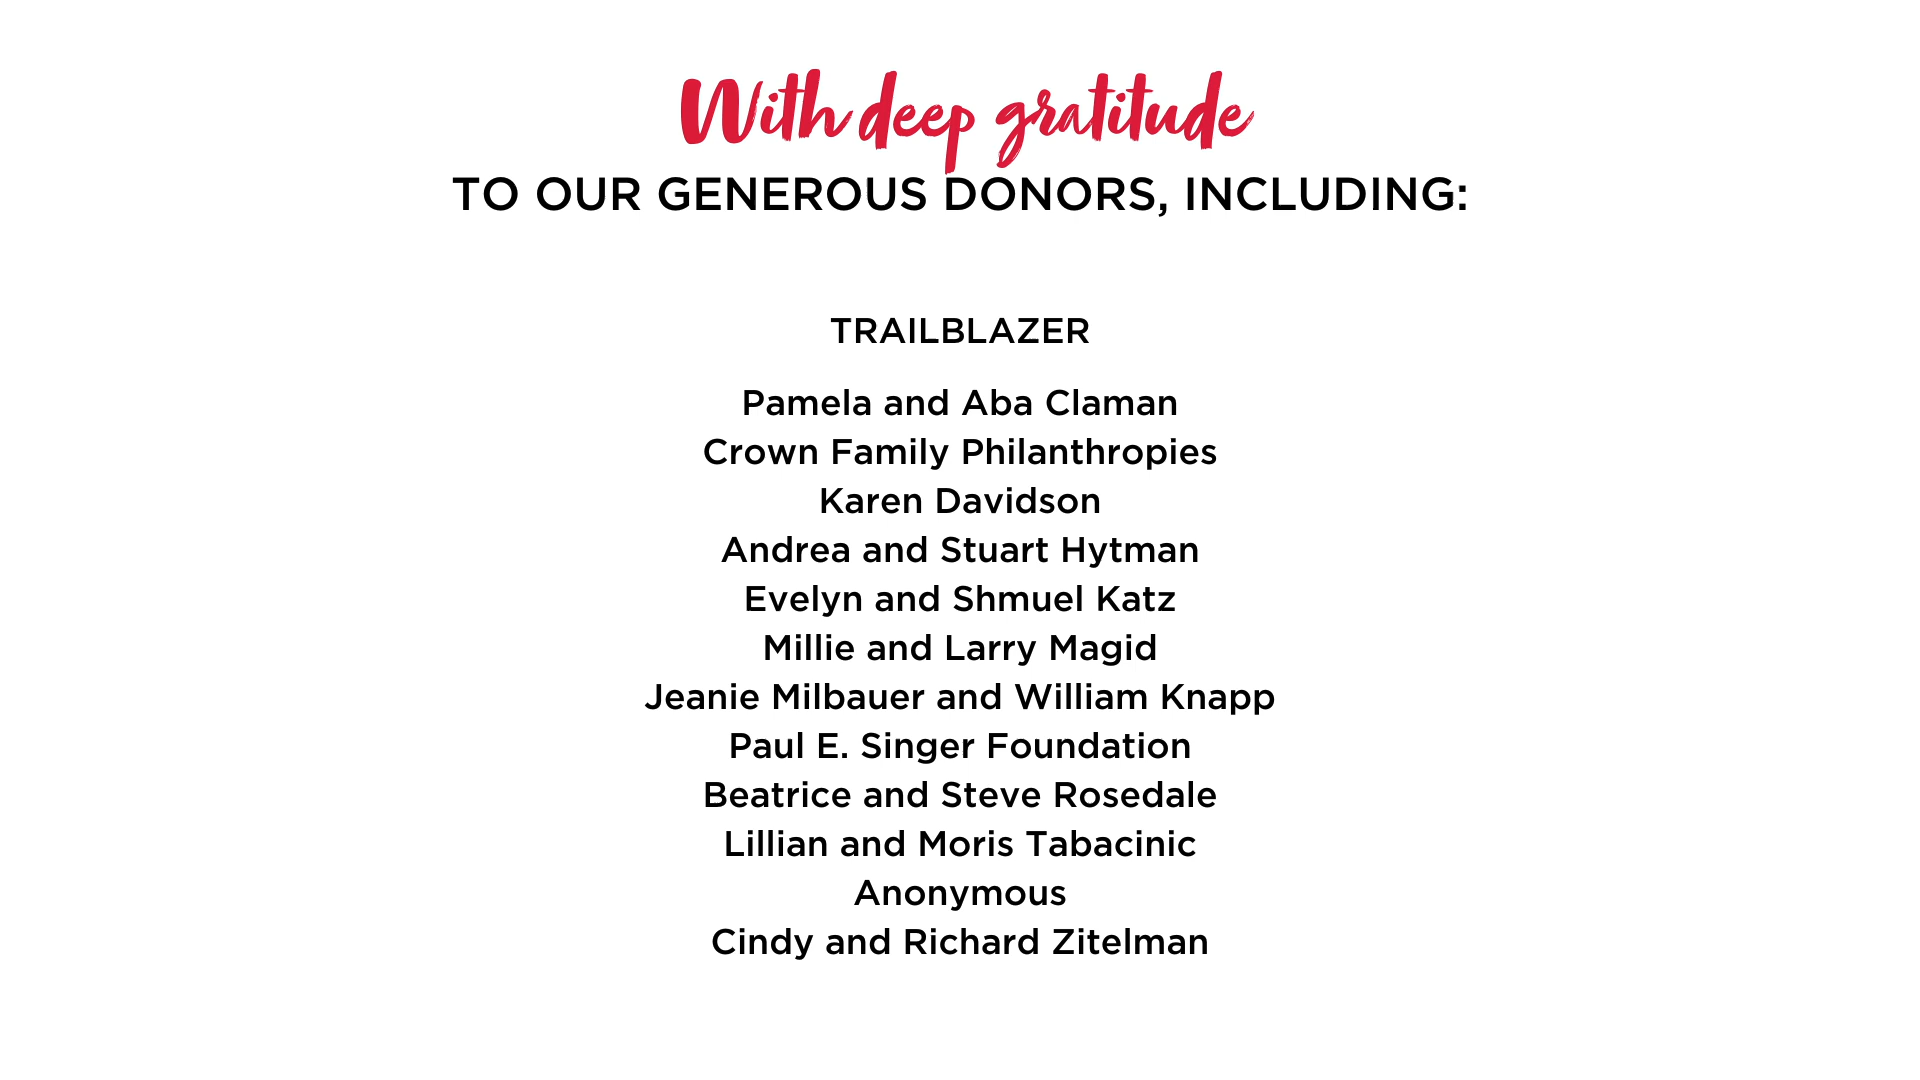 With deep gratitude
TO OUR GENEROUS DONORS, INCLUDING:
TRAILBLAZER
Pamela and Aba Claman
Crown Family Philanthropies
Karen Davidson
Andrea and Stuart Hytman
Evelyn and Shmuel Katz
Millie and Larry Magid
Jeanie Milbauer and William Knapp
Paul E. Singer Foundation
Beatrice and Steve Rosedale
Lillian and Moris Tabacinic
Anonymous
Cindy and Richard Zitelman